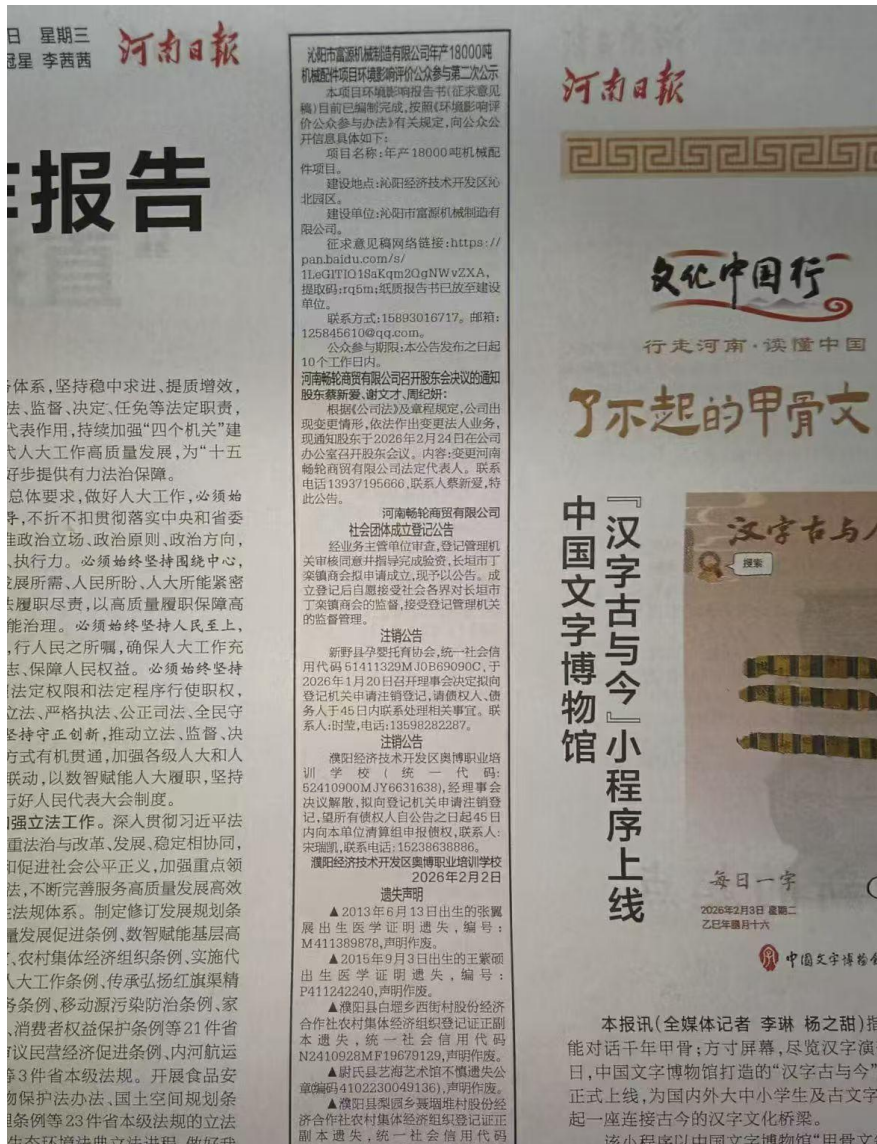 日 星期三
冠星 李茜茜
河南日报
报告
体系,坚持稳中求进、提质增效,
法、监督、决定、任免等法定职责,
代表作用,持续加强“四个机关”建
代人大工作高质量发展,为“十五
好步提供有力法治保障。
总体要求,做好人大工作,必须始
导,不折不扣贯彻落实中央和省委
政治立场、政治原则、政治方向,
、执行力。必须始终坚持围绕中心,
展所需、人民所盼、人大所能紧密
履职尽责,以高质量履职保障高
能治理。必须始终坚持人民至上,
,行人民之所嘱,确保人大工作充
志、保障人民权益。必须始终坚持
法定权限和法定程序行使职权,
立法、严格执法、公正司法、全民守
坚持守正创新,推动立法、监督、决
方式有机贯通,加强各级人大和人
联动,以数智赋能人大履职,坚持
行好人民代表大会制度。
强立法工作。深入贯彻习近平法
重法治与改革、发展、稳定相协同,
和促进社会公平正义,加强重点领
法,不断完善服务高质量发展高效
法规体系。制定修订发展规划条
量发展促进条例、数智赋能基层高
、农村集体经济组织条例、实施代
人大工作条例、传承弘扬红旗渠精
务条例、移动源污染防治条例、家
、消费者权益保护条例等21件省
议民营经济促进条例、内河航运
等3件省本级法规。开展食品安
物保护法办法、国土空间规划条
条例等23件省本级法规的立法
生态环境法典立法进程 做好我
沁阳市富源机械制造有限公司年产18000吨
机械配件项目环境影响评价公众参与第二次公示
本项目环境影响报告书(征求意见
稿)目前已编制完成,按照《环境影响评
价公众参与办法》有关规定,向公众公
开信息具体如下:
项目名称:年产18000吨机械配
件项目。
建设地点:沁阳经济技术开发区沁
北园区。
建设单位:沁阳市富源机械制造有
限公司。
征求意见稿网络链接:https://
pan.baidu.com/s/
1LeGlTIO1SaKqm2QgNWvZXA,
提取码:rq5m;纸质报告书已放至建设
单位。
联系方式:15893016717。邮箱:
125845610@qq.com。
公众参与期限:本公告发布之日起
10个工作日内。
河南畅轮商贸有限公司召开股东会决议的通知
股东蔡新爱、谢文才、周纪妍:
根据《公司法》及章程规定,公司出
现变更情形,依法作出变更法人业务,
现通知股东于2026年2月24日在公司
办公室召开股东会议。内容:变更河南
畅轮商贸有限公司法定代表人。联系
电话13937195666,联系人蔡新爱,特
此公告。
河南畅轮商贸有限公司
社会团体成立登记公告
经业务主管单位审查,登记管理机
关审核同意并指导完成验资,长垣市丁
栾镇商会拟申请成立,现予以公告。成
立登记后自愿接受社会各界对长垣市
丁栾镇商会的监督,接受登记管理机关
的监督管理。
注销公告
新野县孕婴托育协会,统一社会信
用代码51411329MJ0B69090C,于
2026年1月20日召开理事会决定拟向
登记机关申请注销登记,请债权人、债
务人于45日内联系处理相关事宜。联
系人:时莹,电话:13598282287。
注销公告
濮阳经济技术开发区奥博职业培
训学校(统一代码:
52410900MJY6631638),经理事会
决议解散,拟向登记机关申请注销登
记,望所有债权人自公告之日起45日
内向本单位清算组申报债权,联系人:
宋瑞凯,联系电话:15238638886。
濮阳经济技术开发区奥博职业培训学校
2026年2月2日
遗失声明
▲2013年6月13日出生的张翼
展出生医学证明遗失,编号:
M411389878,声明作废。
▲2015年9月3日出生的王紫硕
出生医学证明遗失,编号:
P411242240,声明作废。
▲濮阳县白堽乡西街村股份经济
合作社农村集体经济组织登记证正副
本遗失,统一社会信用代码
N2410928MF19679129,声明作废。
▲尉氏县艺海艺术馆不慎遗失公
章(编码4102230049136),声明作废。
▲濮阳县梨园乡聂堌堆村股份经
济合作社农村集体经济组织登记证正
副本遗失,统一社会信用代码
河南日报
文化中国行
行走河南·读懂中国
了不起的甲骨文
『汉字古与今』小程序上线
中国文字博物馆
汉字古与
搜索
每日一字
2026年2月3日 星期二
乙巳年腊月十六
中国文字博物
本报讯(全媒体记者 李琳 杨之甜)指
能对话千年甲骨;方寸屏幕,尽览汉字演
日,中国文字博物馆打造的“汉字古与今”
正式上线,为国内外大中小学生及古文字
起一座连接古今的汉字文化桥梁。
该小程序以中国文字博物馆“甲骨文